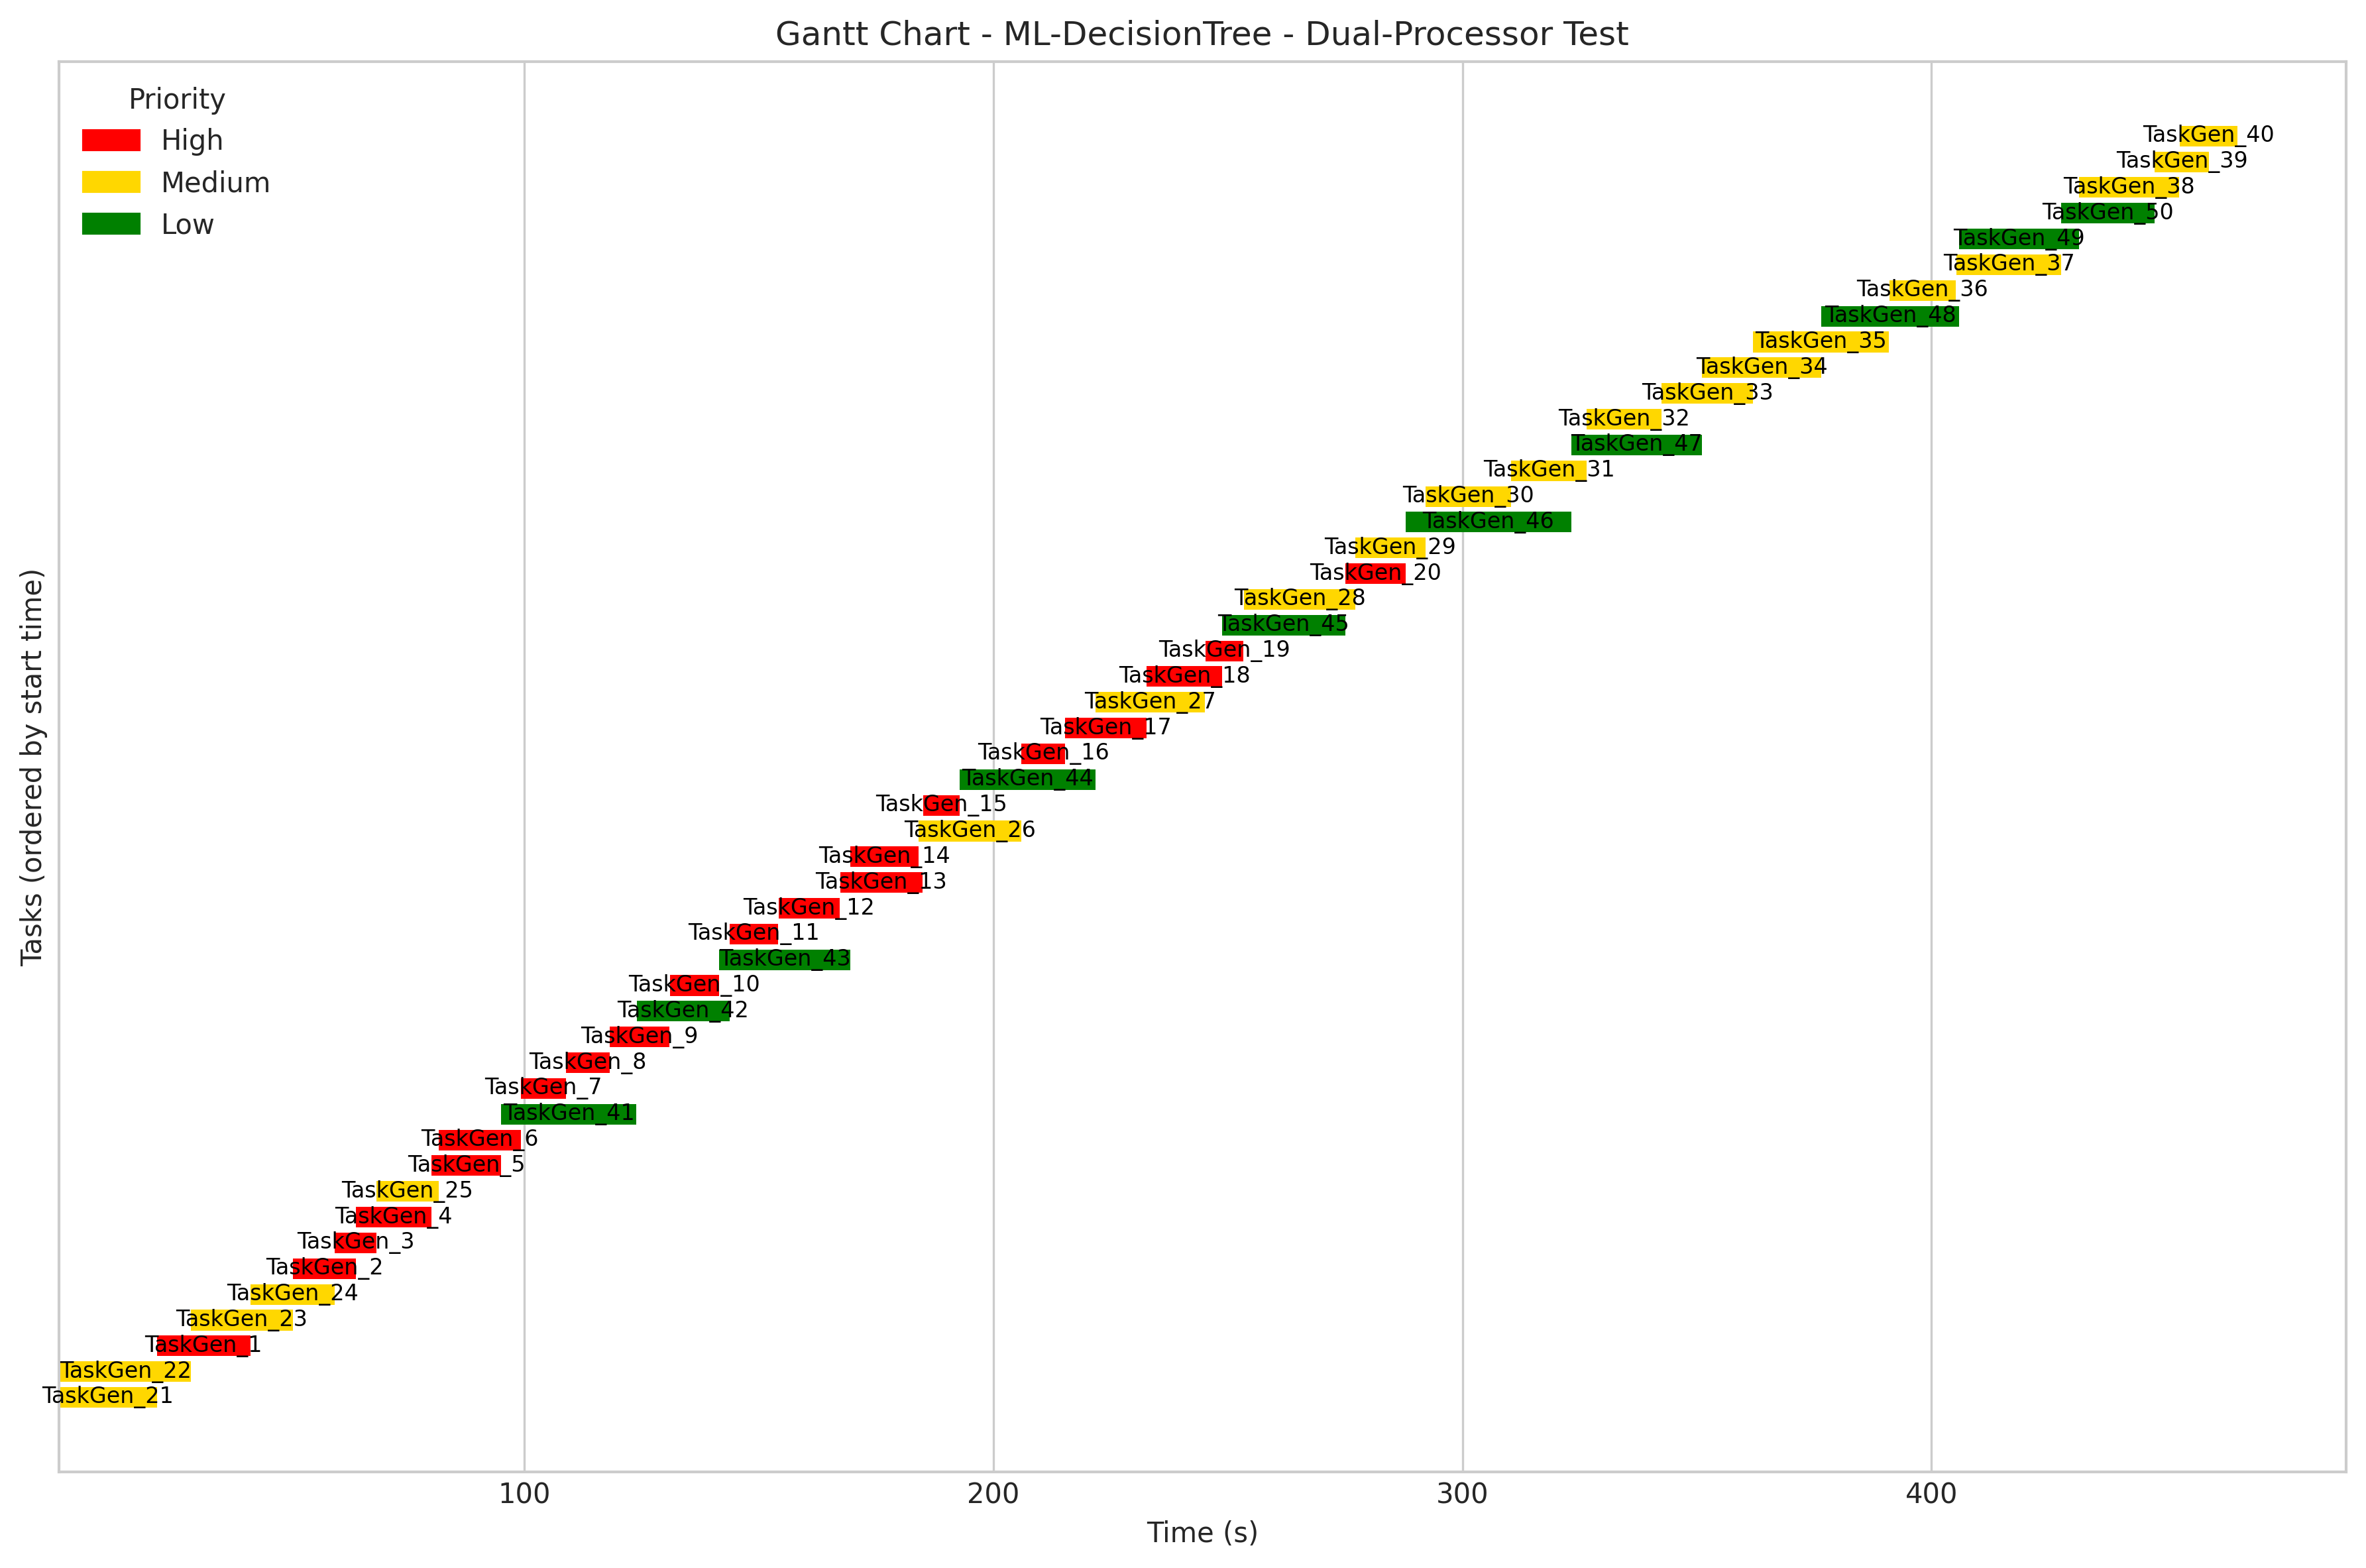 Gantt Chart - ML-DecisionTree - Dual-Processor Test
Priority
High
Medium
Low
TaskGen_40
TaskGen_39
TaskGen_38
TaskGen_50
TaskGen_49
TaskGen_37
TaskGen_36
TaskGen_48
TaskGen_35
TaskGen_34
TaskGen_33
TaskGen_32
TaskGen_47
TaskGen_31
TaskGen_30
TaskGen_46
TaskGen_29
TaskGen_20
TaskGen_28
TaskGen_45
TaskGen_19
TaskGen_18
TaskGen_27
TaskGen_17
TaskGen_16
TaskGen_44
TaskGen_15
TaskGen_26
TaskGen_14
TaskGen_13
TaskGen_12
TaskGen_11
TaskGen_43
TaskGen_10
TaskGen_42
TaskGen_9
TaskGen_8
TaskGen_7
TaskGen_41
TaskGen_6
TaskGen_5
TaskGen_25
TaskGen_4
TaskGen_3
TaskGen_2
TaskGen_24
TaskGen_23
TaskGen_1
TaskGen_22
TaskGen_21
Tasks (ordered by start time)
100 200 300 400
Time (s)